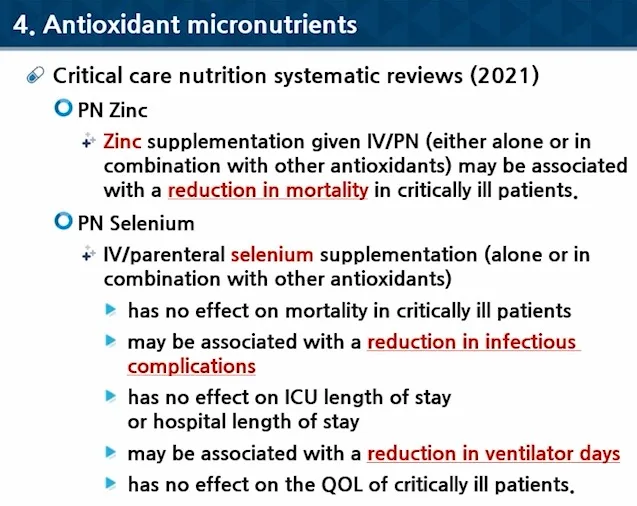 4. Antioxidant micronutrients
Critical care nutrition systematic reviews (2021)
PN Zinc
Zinc supplementation given IV/PN (either alone or in
combination with other antioxidants) may be associated
with a reduction in mortality in critically ill patients.
PN Selenium
IV/parenteral selenium supplementation (alone or in
combination with other antioxidants)
has no effect on mortality in critically ill patients
may be associated with a reduction in infectious
complications
has no effect on ICU length of stay
or hospital length of stay
may be associated with a reduction in ventilator days
has no effect on the QOL of critically ill patients.